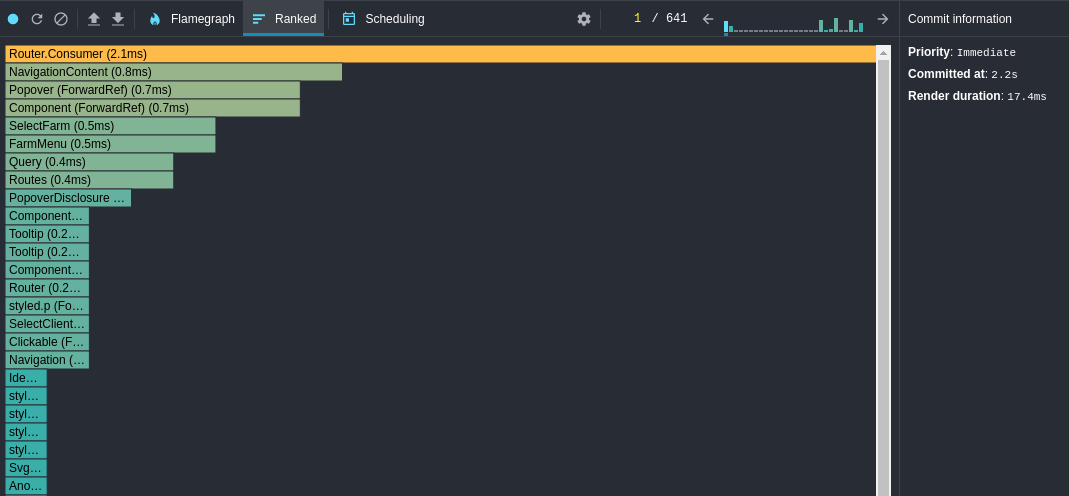 Flamegraph Ranked Scheduling 1 / 641 Commit information
Router.Consumer (2.1ms)
NavigationContent (0.8ms)
Popover (ForwardRef) (0.7ms)
Component (ForwardRef) (0.7ms)
SelectFarm (0.5ms)
FarmMenu (0.5ms)
Query (0.4ms)
Routes (0.4ms)
PopoverDisclosure …
Component…
Tooltip (0.2…
Tooltip (0.2…
Component…
Router (0.2…
styled.p (Fo…
SelectClient…
Clickable (F…
Navigation (…
Ide…
styl…
styl…
styl…
styl…
Svg…
Ano…
Priority: Immediate
Committed at: 2.2s
Render duration: 17.4ms